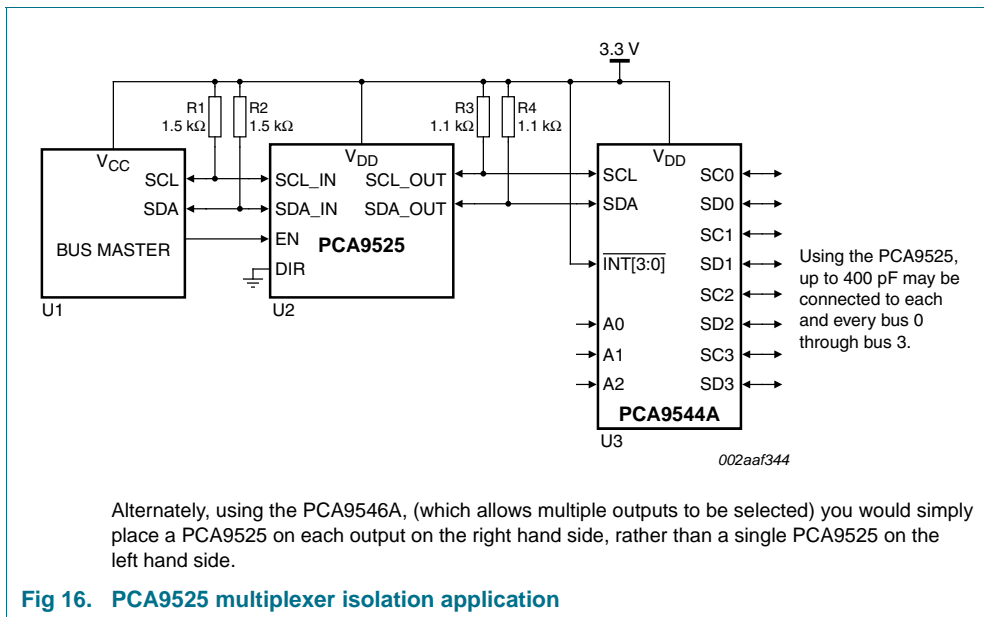 3.3 V
R1
1.5 kΩ
R2
1.5 kΩ
R3
1.1 kΩ
R4
1.1 kΩ
VCC
SCL
SDA
BUS MASTER
U1
VDD
SCL_IN
SCL_OUT
SDA_IN
SDA_OUT
EN
PCA9525
DIR
U2
VDD
SCL
SC0
SDA
SD0
SC1
INT[3:0]
SD1
SC2
A0
SD2
A1
SC3
A2
SD3
PCA9544A
U3
Using the PCA9525,
up to 400 pF may be
connected to each
and every bus 0
through bus 3.
002aaf344
Alternately, using the PCA9546A, (which allows multiple outputs to be selected) you would simply
place a PCA9525 on each output on the right hand side, rather than a single PCA9525 on the
left hand side.
Fig 16. PCA9525 multiplexer isolation application